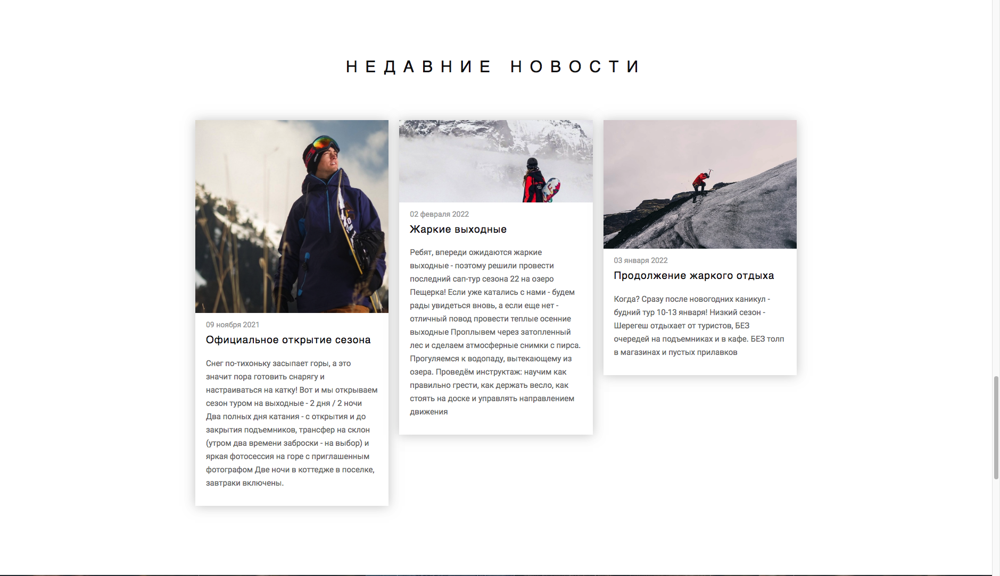 НЕДАВНИЕ НОВОСТИ
09 ноября 2021
Официальное открытие сезона
Снег по-тихоньку засыпает горы, а это
значит пора готовить снарягу и
настраиваться на катку! Вот и мы открываем
сезон туром на выходные - 2 дня / 2 ночи
Два полных дня катания - с открытия и до
закрытия подъемников, трансфер на склон
(утром два времени заброски - на выбор) и
яркая фотосессия на горе с приглашенным
фотографом Две ночи в коттедже в поселке,
завтраки включены.
02 февраля 2022
Жаркие выходные
Ребят, впереди ожидаются жаркие
выходные - поэтому решили провести
последний сап-тур сезона 22 на озеро
Пещерка! Если уже катались с нами - будем
рады увидеться вновь, а если еще нет -
отличный повод провести теплые осенние
выходные Проплывем через затопленный
лес и сделаем атмосферные снимки с пирса.
Прогуляемся к водопаду, вытекающему из
озера. Проведём инструктаж: научим как
правильно грести, как держать весло, как
стоять на доске и управлять направлением
движения
03 января 2022
Продолжение жаркого отдыха
Когда? Сразу после новогодних каникул -
будний тур 10-13 января! Низкий сезон -
Шерегеш отдыхает от туристов, БЕЗ
очередей на подъемниках и в кафе. БЕЗ толп
в магазинах и пустых прилавков